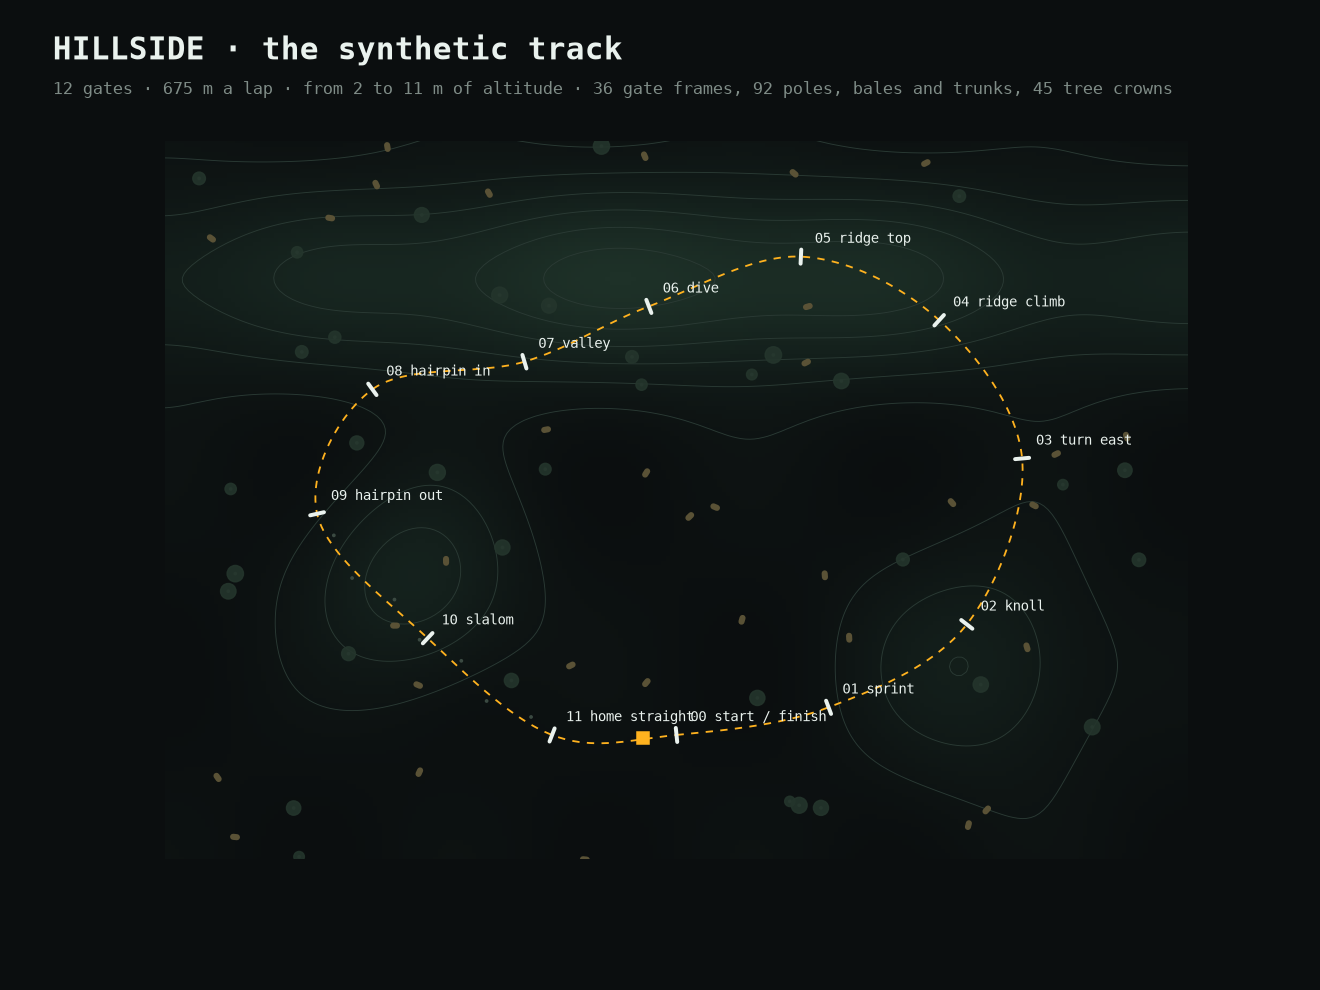 HILLSIDE · the synthetic track
12 gates · 675 m a lap · from 2 to 11 m of altitude · 36 gate frames, 92 poles, bales and trunks, 45 tree crowns
05 ridge top
06 dive
04 ridge climb
07 valley
08 hairpin in
03 turn east
09 hairpin out
02 knoll
10 slalom
01 sprint
11 home straight
00 start / finish